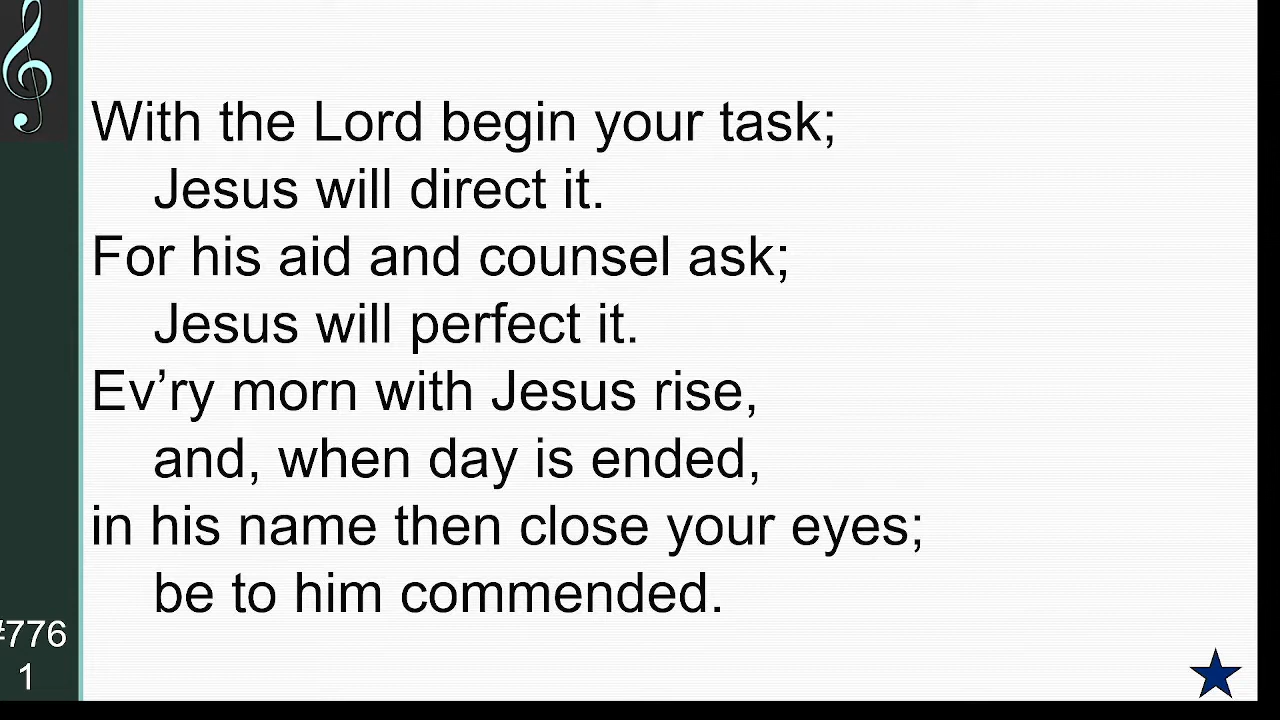 With the Lord begin your task;
Jesus will direct it.
For his aid and counsel ask;
Jesus will perfect it.
Ev’ry morn with Jesus rise,
and, when day is ended,
in his name then close your eyes;
be to him commended.
#776
1